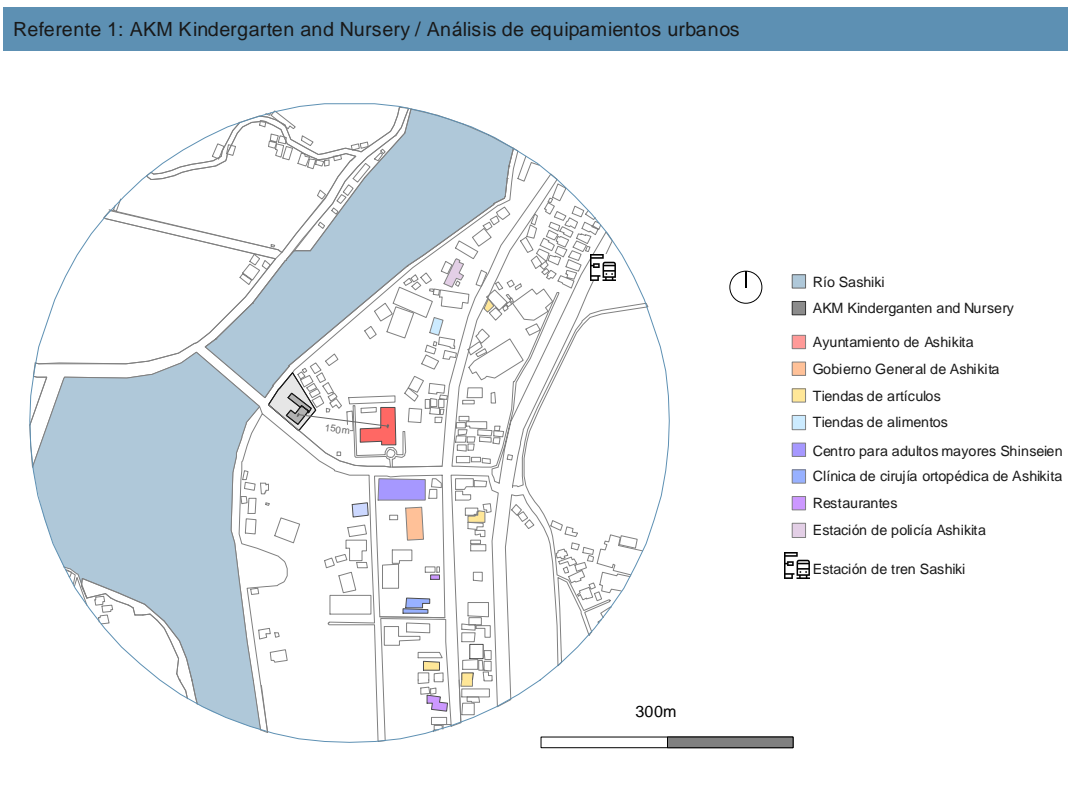 Referente 1: AKM Kindergarten and Nursery / Análisis de equipamientos urbanos
150m
Río Sashiki
AKM Kinderganten and Nursery
Ayuntamiento de Ashikita
Gobierno General de Ashikita
Tiendas de artículos
Tiendas de alimentos
Centro para adultos mayores Shinseien
Clínica de cirujía ortopédica de Ashikita
Restaurantes
Estación de policía Ashikita
Estación de tren Sashiki
300m